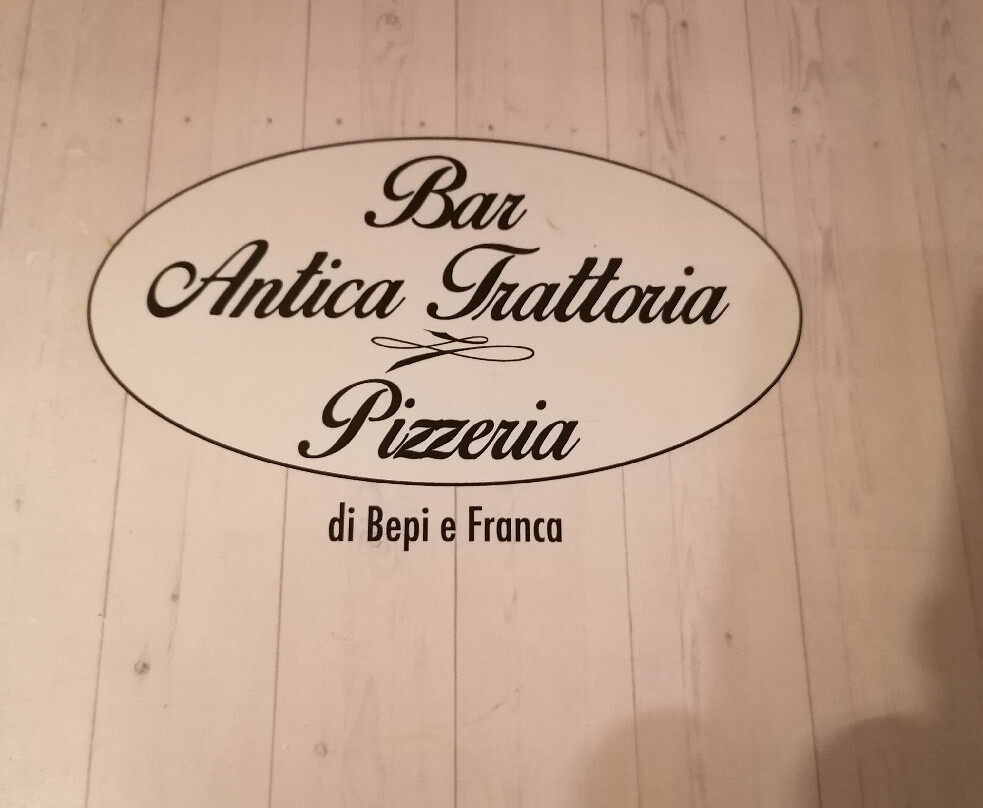 Bar
Antica Trattoria
Pizzeria
di Bepi e Franca